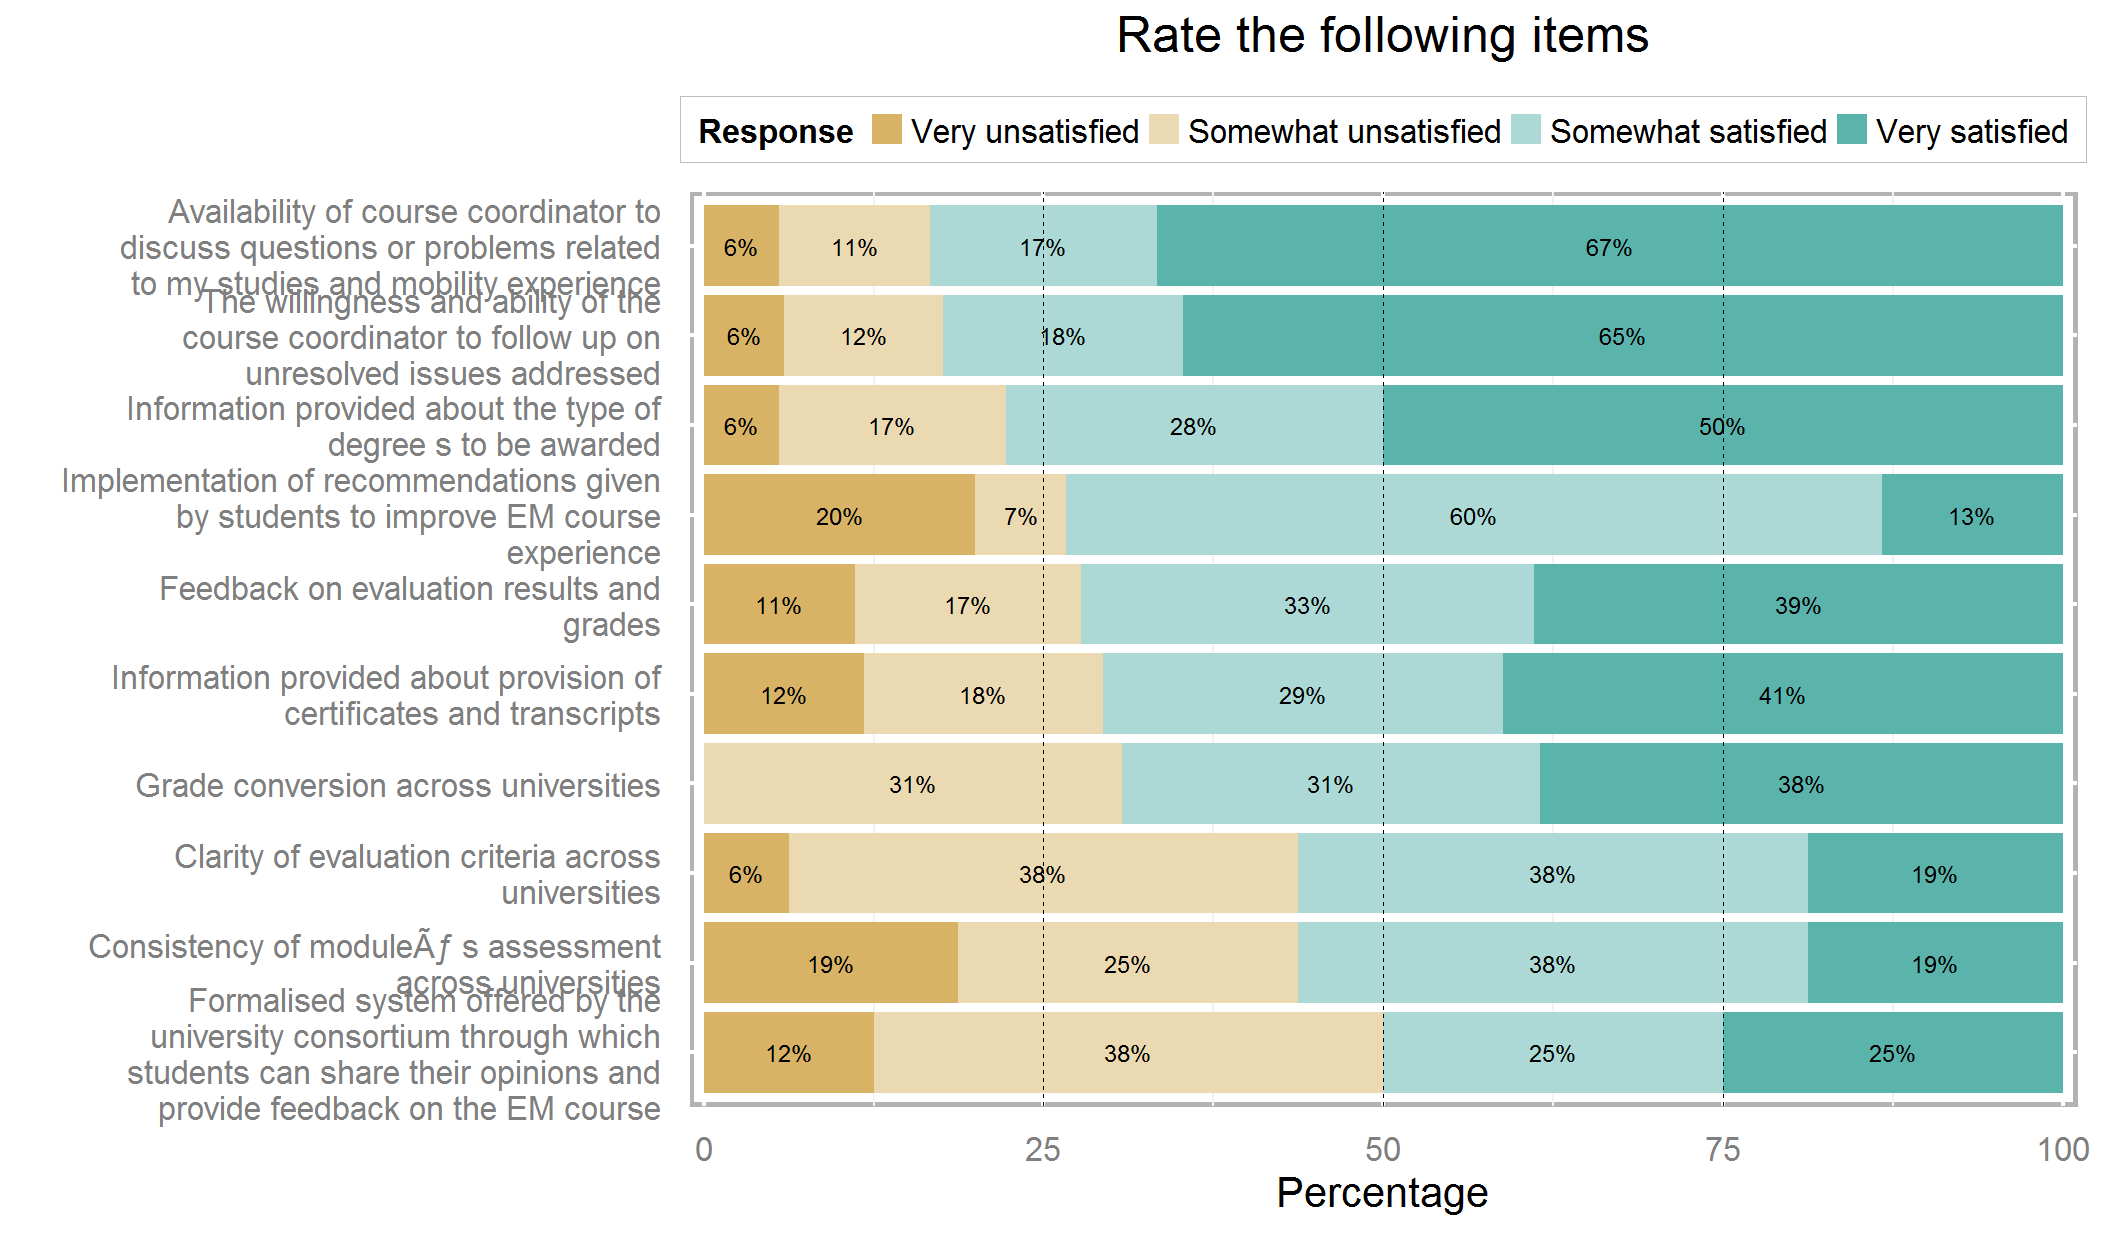 Rate the following items
Response Very unsatisfied Somewhat unsatisfied Somewhat satisfied Very satisfied
Availability of course coordinator to
discuss questions or problems related
to my studies and mobility experience
6% 11% 17% 67%
The willingness and ability of the
course coordinator to follow up on
unresolved issues addressed
6% 12% 18% 65%
Information provided about the type of
degree s to be awarded
6% 17% 28% 50%
Implementation of recommendations given
by students to improve EM course
experience
20% 7% 60% 13%
Feedback on evaluation results and
grades
11% 17% 33% 39%
Information provided about provision of
certificates and transcripts
12% 18% 29% 41%
Grade conversion across universities
31% 31% 38%
Clarity of evaluation criteria across
universities
6% 38% 38% 19%
Consistency of moduleÃƒ s assessment
across universities
19% 25% 38% 19%
Formalised system offered by the
university consortium through which
students can share their opinions and
provide feedback on the EM course
12% 38% 25% 25%
0 25 50 75 100
Percentage